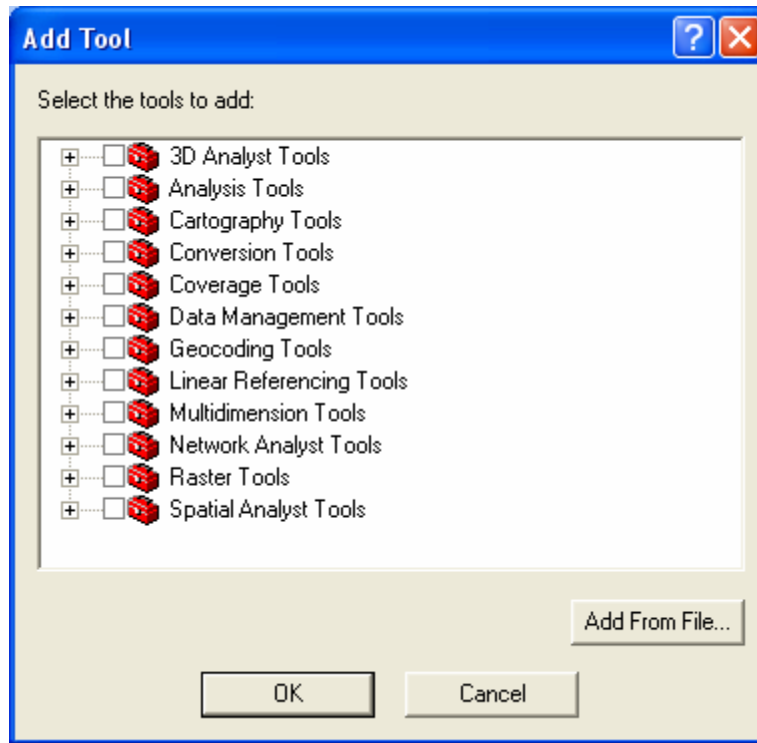 Add Tool
Select the tools to add:
3D Analyst Tools
Analysis Tools
Cartography Tools
Conversion Tools
Coverage Tools
Data Management Tools
Geocoding Tools
Linear Referencing Tools
Multidimension Tools
Network Analyst Tools
Raster Tools
Spatial Analyst Tools
Add From File...
OK Cancel